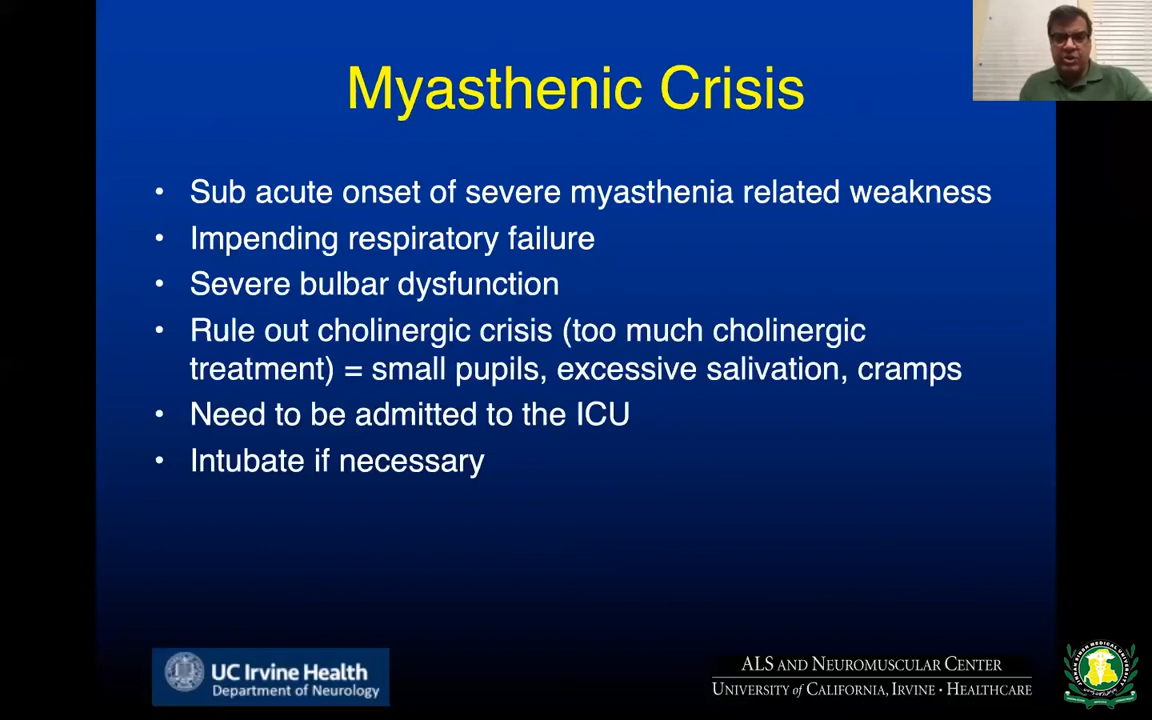 Myasthenic Crisis
• Sub acute onset of severe myasthenia related weakness
• Impending respiratory failure
• Severe bulbar dysfunction
• Rule out cholinergic crisis (too much cholinergic
treatment) = small pupils, excessive salivation, cramps
• Need to be admitted to the ICU
• Intubate if necessary
UC Irvine Health
Department of Neurology
ALS AND NEUROMUSCULAR CENTER
UNIVERSITY of CALIFORNIA, IRVINE • HEALTHCARE